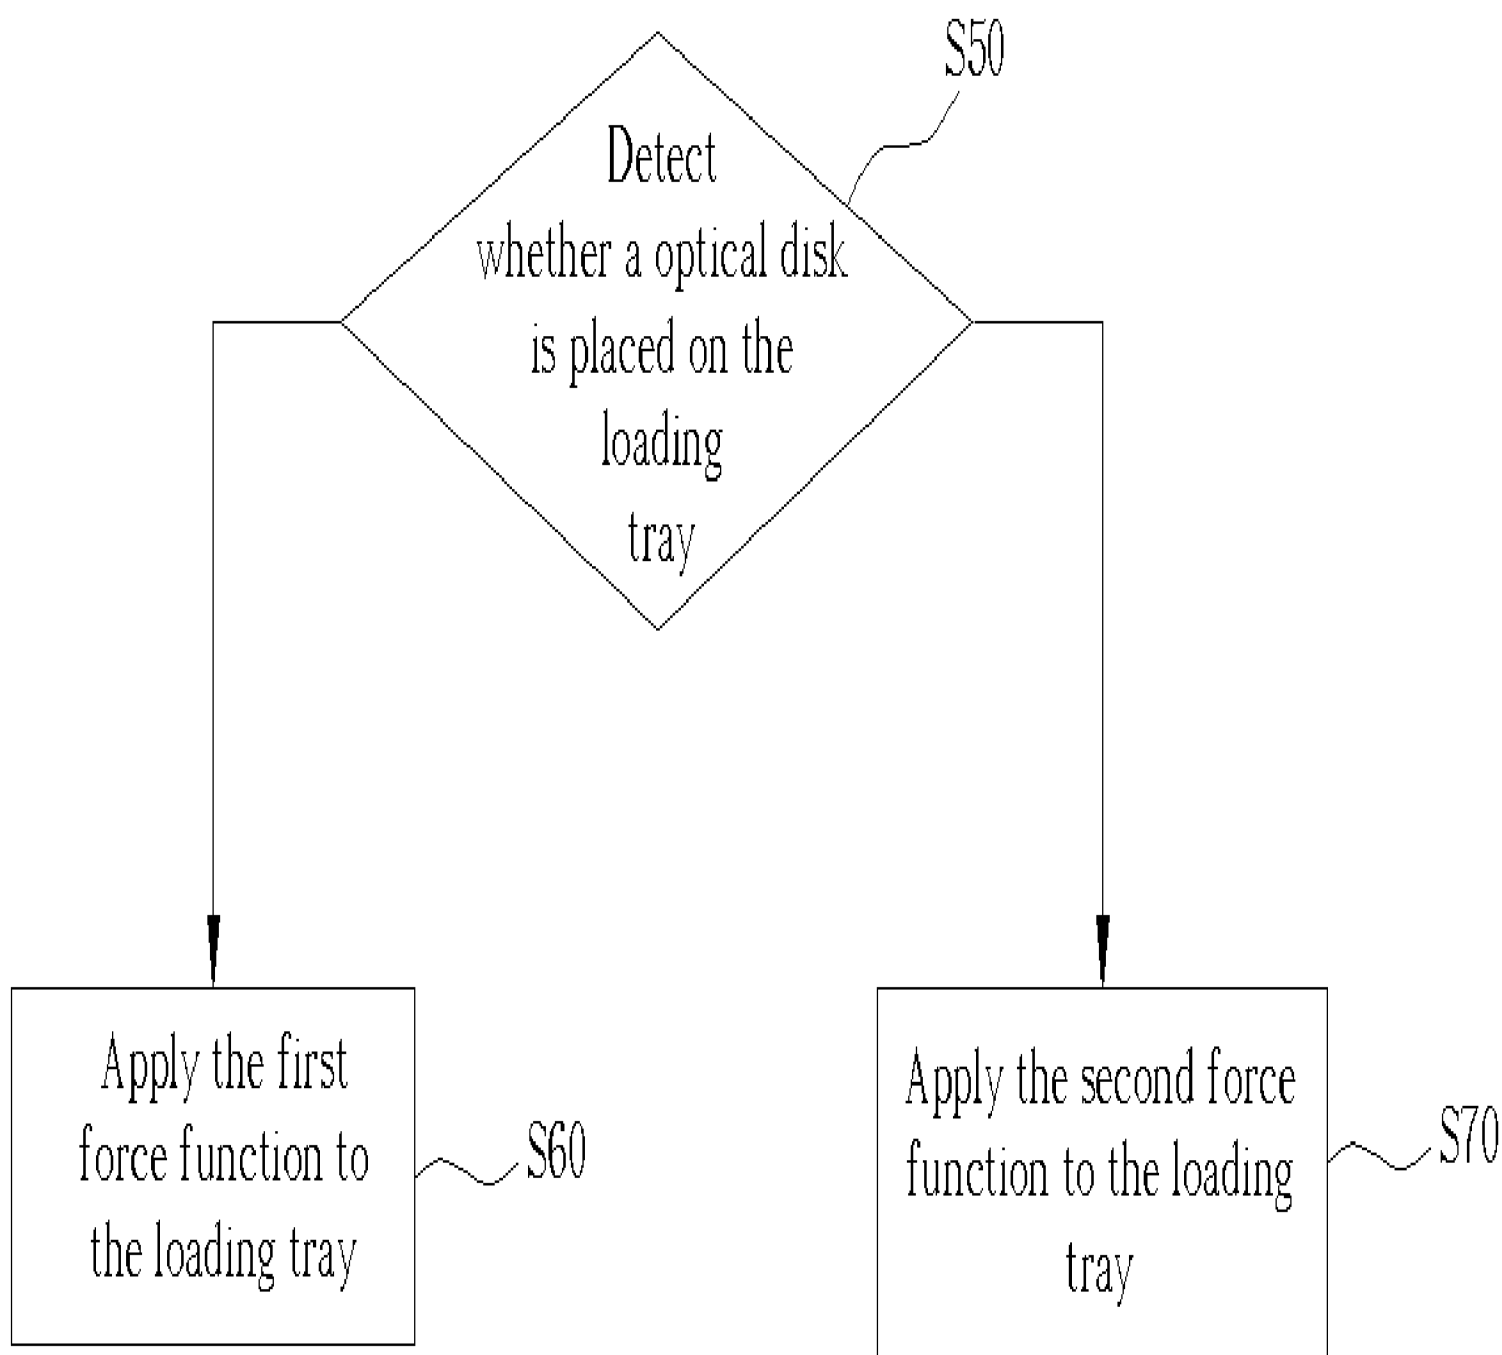 S50
Detect
whether a optical disk
is placed on the
loading
tray
Apply the first
force function to
the loading tray
S60
Apply the second force
function to the loading
tray
S70